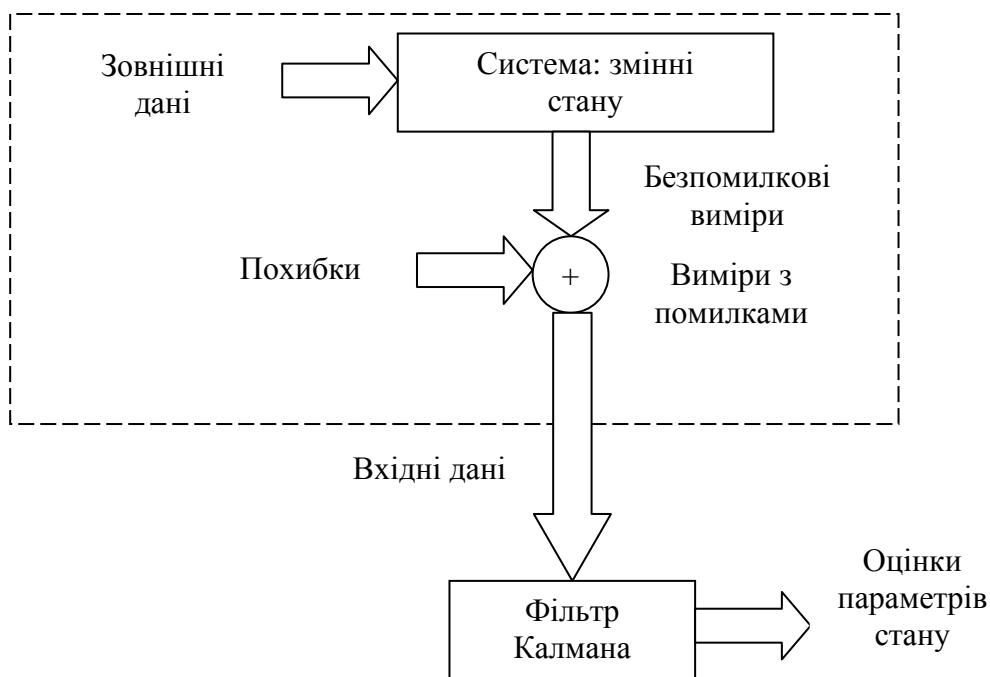 Зовнішні
дані
Система: змінні
стану
Безпомилкові
виміри
Похибки
+
Виміри з
помилками
Вхідні дані
Фільтр
Калмана
Оцінки
параметрів
стану